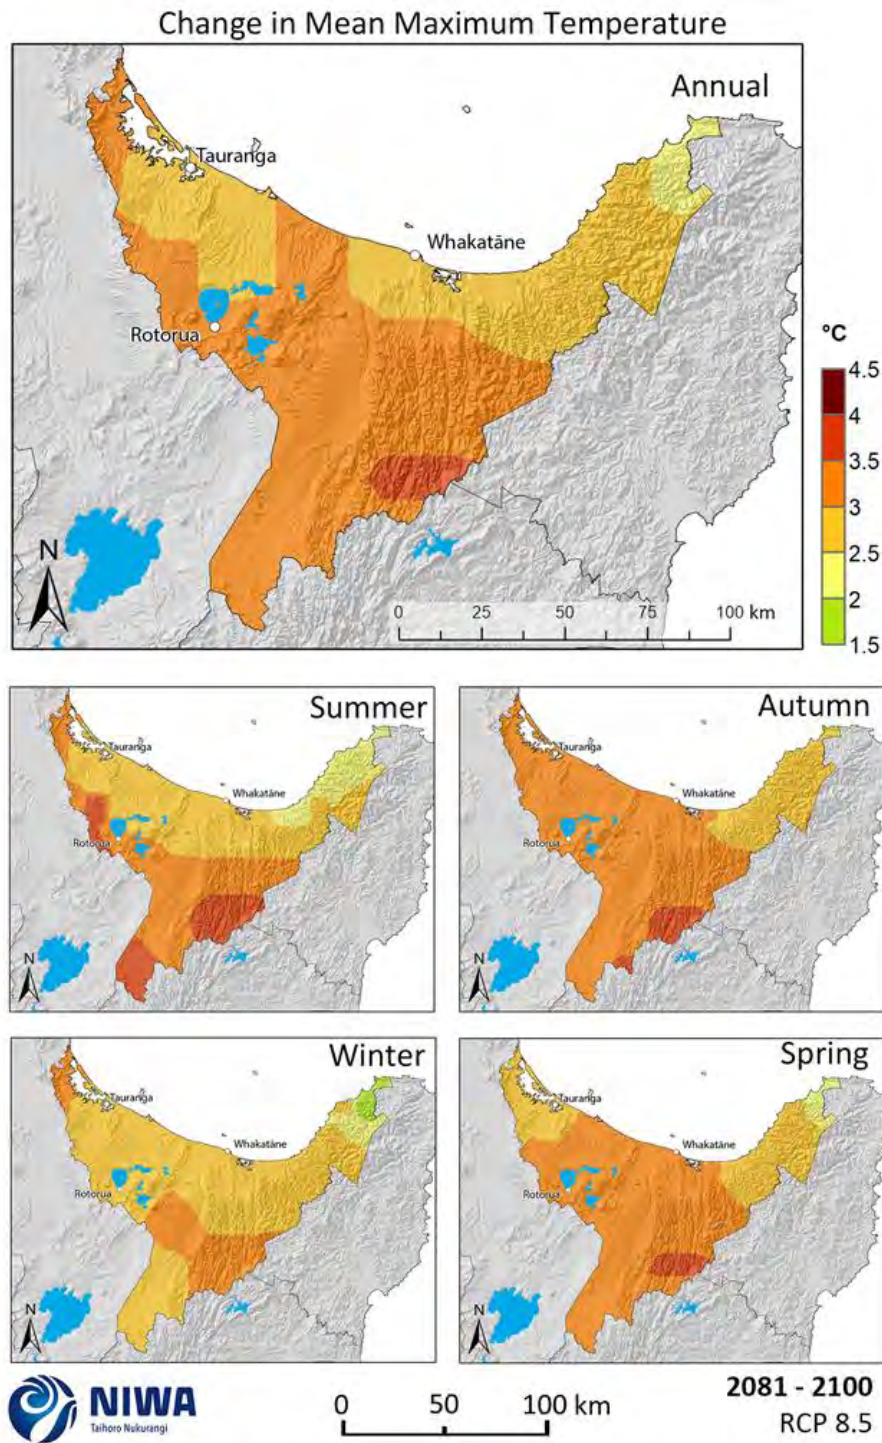 Change in Mean Maximum Temperature
Annual
Tauranga
Whakatāne
Rotorua
°C
4.5
4
3.5
3
2.5
2
1.5
N
0 25 50 75 100 km
Summer
Tauranga
Whakatāne
Rotorua
N
Autumn
Tauranga
Whakatāne
Rotorua
N
Winter
Tauranga
Whakatāne
Rotorua
N
Spring
Tauranga
Whakatāne
Rotorua
N
NIWA
Taihoro Nukurangi
0 50 100 km
2081 - 2100
RCP 8.5